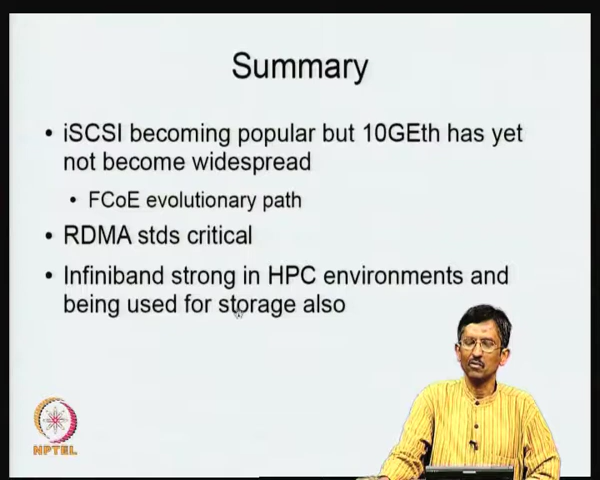 Summary
• iSCSI becoming popular but 10GEth has yet
not become widespread
• FCoE evolutionary path
• RDMA stds critical
• Infiniband strong in HPC environments and
being used for storage also
NPTEL